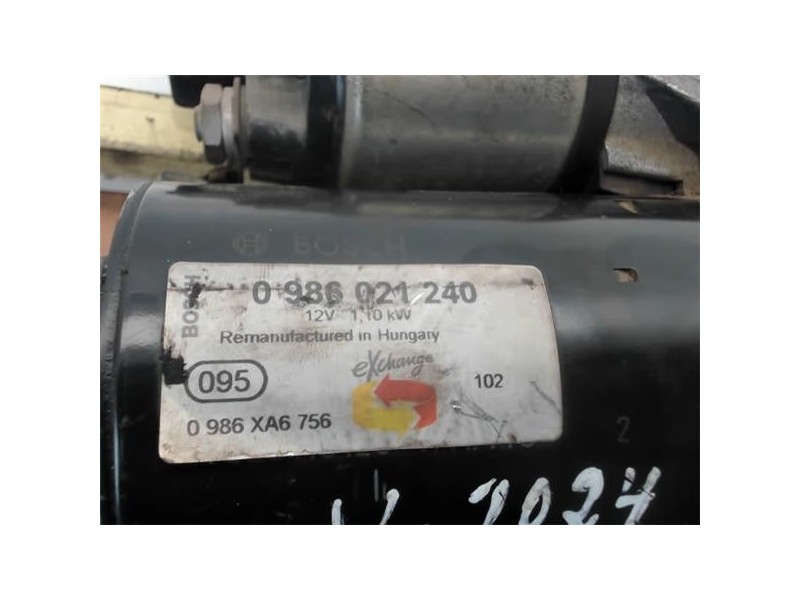 BOSCH
BOSCH
0 986 021 240
12V 1,10 kW
Remanufactured in Hungary
exchange
095
102
0 986 XA6 756
2
2024